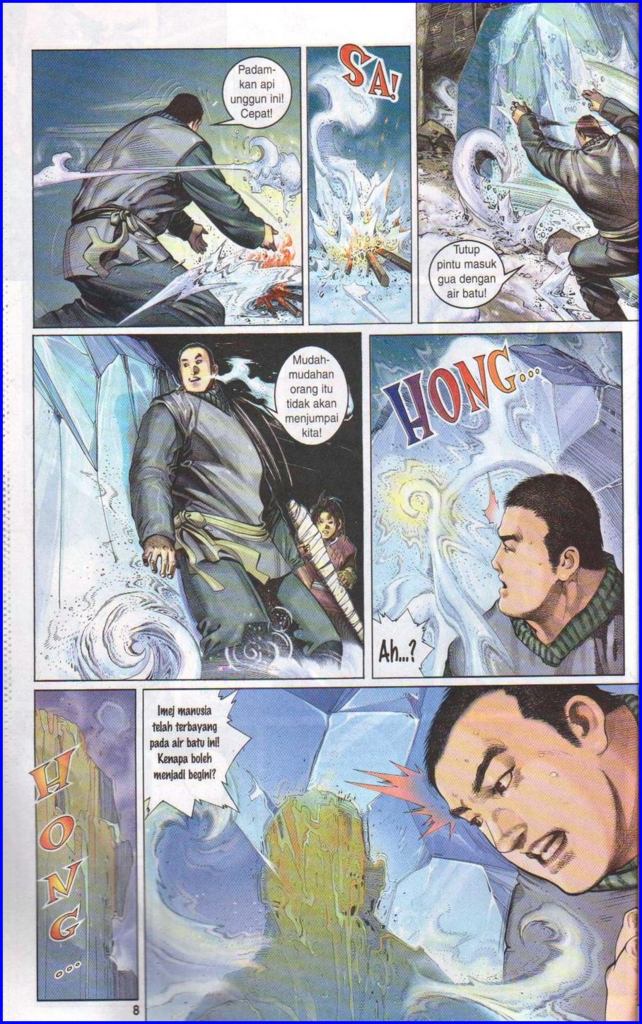 Padam-
kan api
unggun ini!
Cepat!
SA!
Tutup
pintu masuk
gua dengan
air batu!
Mudah-
mudahan
orang itu
tidak akan
menjumpai
kita!
HONG...
Ah...?
HONG...
Imej manusia
telah terbayang
pada air batu ini!
Kenapa boleh
menjadi begini?
8